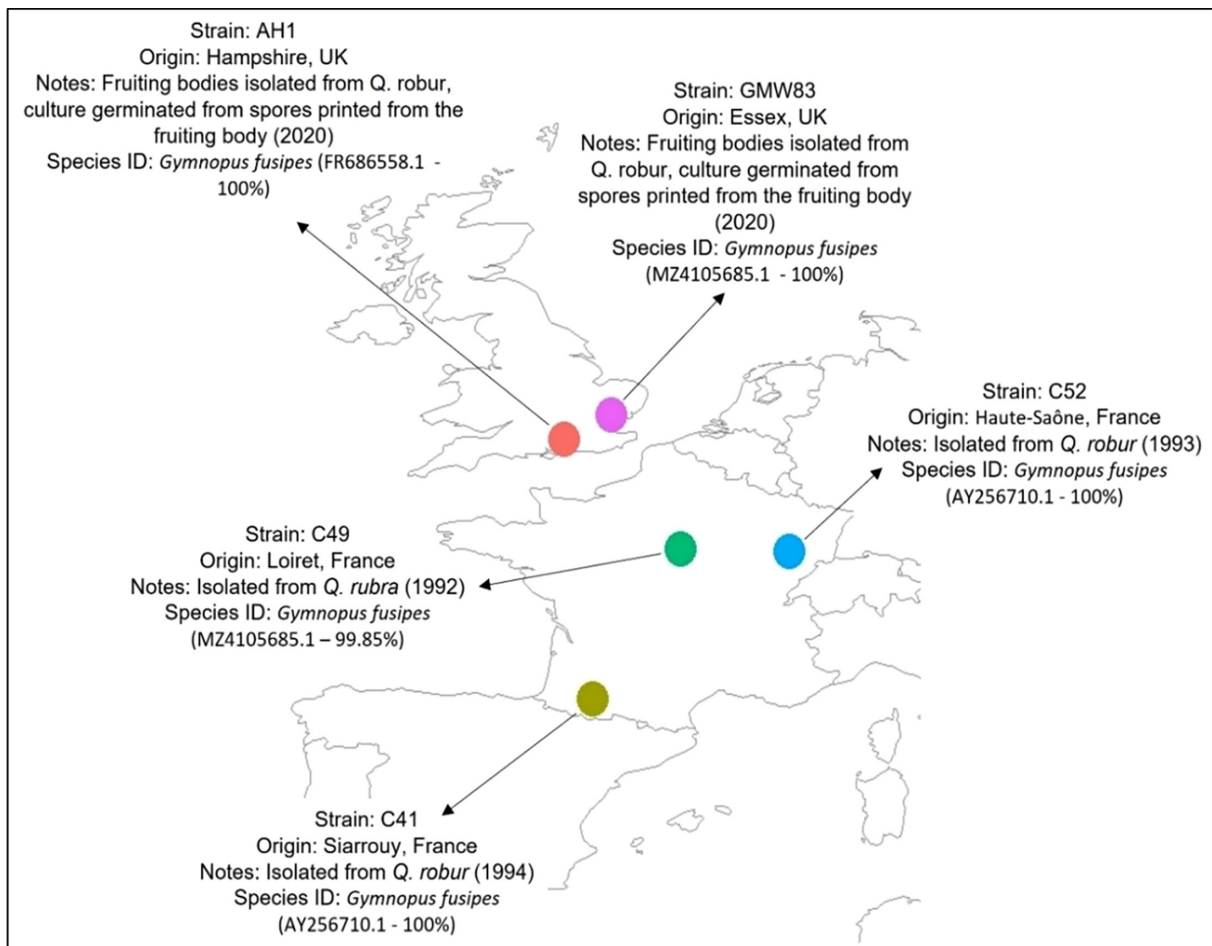 Strain: AH1
Origin: Hampshire, UK
Notes: Fruiting bodies isolated from Q. robur,
culture germinated from spores printed from the
fruiting body (2020)
Species ID: Gymnopus fusipes (FR686558.1 -
100%)
Strain: GMW83
Origin: Essex, UK
Notes: Fruiting bodies isolated from
Q. robur, culture germinated from
spores printed from the fruiting body
(2020)
Species ID: Gymnopus fusipes
(MZ4105685.1 - 100%)
Strain: C52
Origin: Haute-Saône, France
Notes: Isolated from Q. robur (1993)
Species ID: Gymnopus fusipes
(AY256710.1 - 100%)
Strain: C49
Origin: Loiret, France
Notes: Isolated from Q. rubra (1992)
Species ID: Gymnopus fusipes
(MZ4105685.1 – 99.85%)
Strain: C41
Origin: Siarrouy, France
Notes: Isolated from Q. robur (1994)
Species ID: Gymnopus fusipes
(AY256710.1 - 100%)